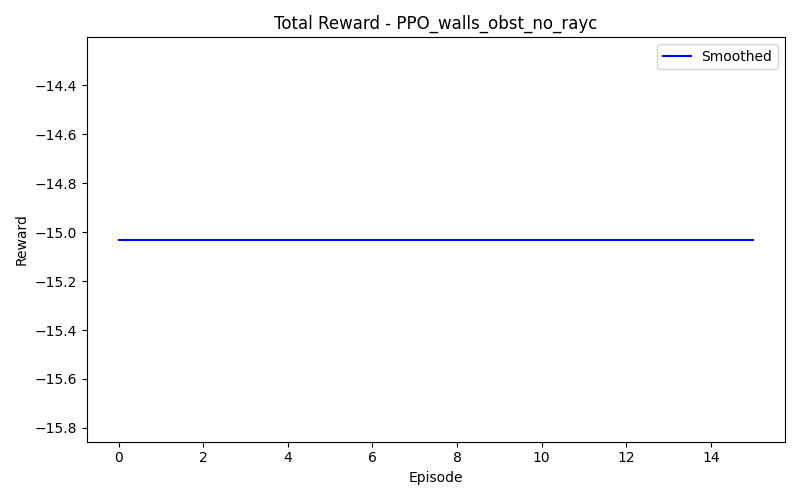 Total Reward - PPO_walls_obst_no_rayc
Smoothed
−14.4
−14.6
−14.8
−15.0
−15.2
−15.4
−15.6
−15.8
Reward
0 2 4 6 8 10 12 14
Episode